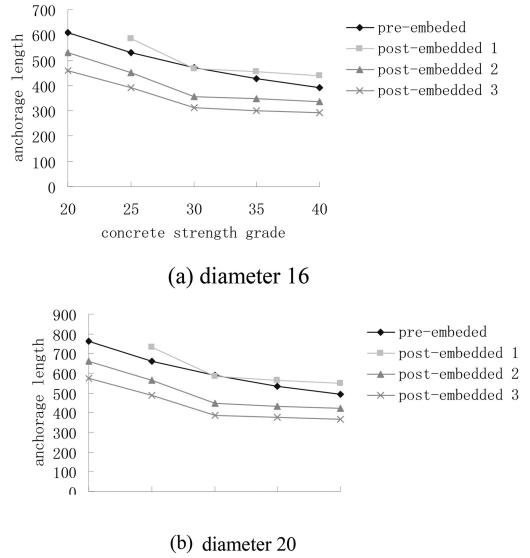 700
600
500
400
300
200
100
0
anchorage length
20 25 30 35 40
concrete strength grade
pre-embeded
post-embedded 1
post-embedded 2
post-embedded 3
(a) diameter 16
900
800
700
600
500
400
300
200
100
0
anchorage length
pre-embeded
post-embedded 1
post-embedded 2
post-embedded 3
(b) diameter 20